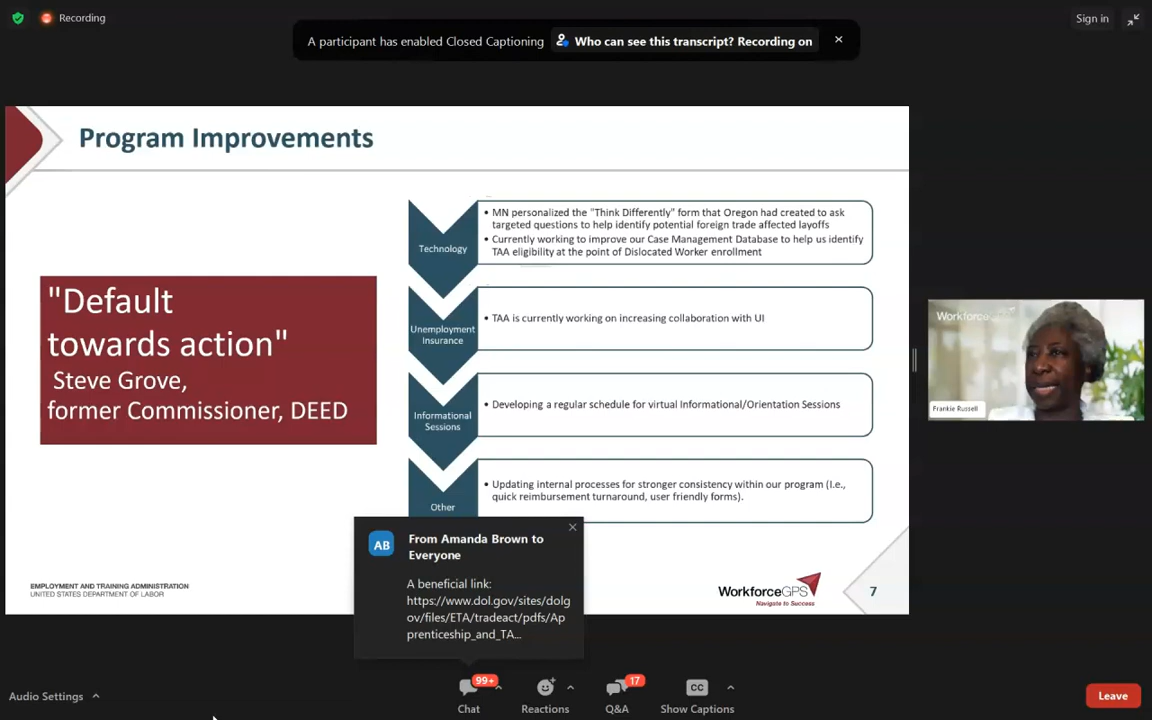 Recording
Sign in
A participant has enabled Closed Captioning
Who can see this transcript? Recording on
Program Improvements
"Default
towards action"
Steve Grove,
former Commissioner, DEED
Technology
• MN personalized the "Think Differently" form that Oregon had created to ask
targeted questions to help identify potential foreign trade affected layoffs
• Currently working to improve our Case Management Database to help us identify
TAA eligibility at the point of Dislocated Worker enrollment
Unemployment
Insurance
• TAA is currently working on increasing collaboration with UI
Informational
Sessions
• Developing a regular schedule for virtual Informational/Orientation Sessions
Other
• Updating internal processes for stronger consistency within our program (I.e.,
quick reimbursement turnaround, user friendly forms).
WorkforceGPS
Frankie Russell
AB
From Amanda Brown to
Everyone
A beneficial link:
https://www.dol.gov/sites/dolg
ov/files/ETA/tradeact/pdfs/Ap
prenticeship_and_TA...
EMPLOYMENT AND TRAINING ADMINISTRATION
UNITED STATES DEPARTMENT OF LABOR
WorkforceGPS
Navigate to Success
7
Audio Settings
99+
Chat
Reactions
17
Q&A
CC
Show Captions
Leave